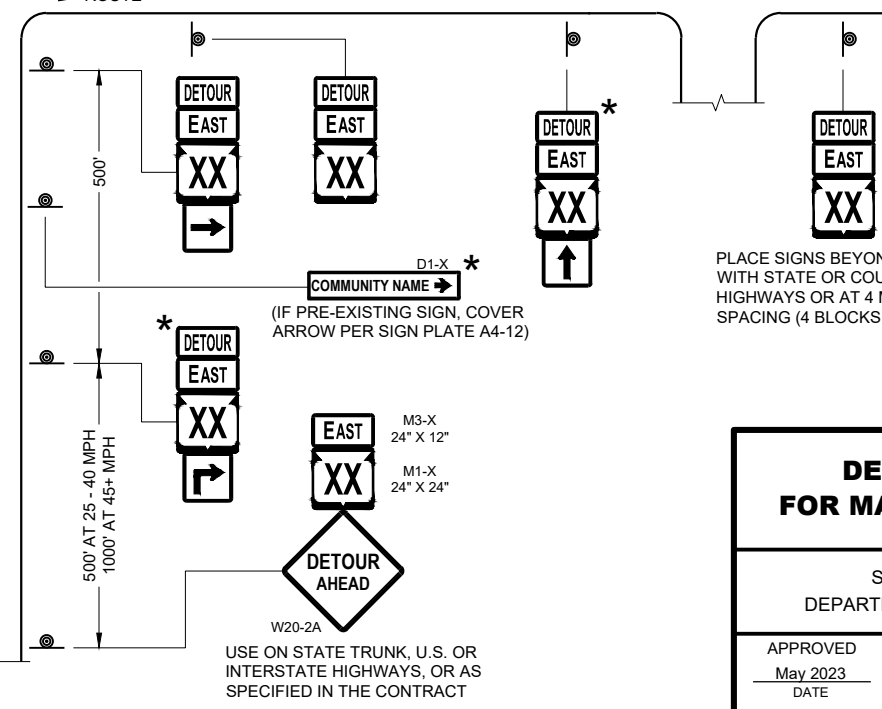 DETOUR
EAST
XX
DETOUR
EAST
XX
DETOUR
*
EAST
XX
DETOUR
EAST
XX
500'
D1-X *
COMMUNITY NAME
(IF PRE-EXISTING SIGN, COVER
ARROW PER SIGN PLATE A4-12)
PLACE SIGNS BEYON
WITH STATE OR COU
HIGHWAYS OR AT 4
SPACING (4 BLOCKS
*
DETOUR
EAST
XX
500' AT 25 - 40 MPH
1000' AT 45+ MPH
EAST
M3-X
24" X 12"
XX
M1-X
24" X 24"
DETOUR
AHEAD
W20-2A
USE ON STATE TRUNK, U.S. OR
INTERSTATE HIGHWAYS, OR AS
SPECIFIED IN THE CONTRACT
DE
FOR MA
S
DEPART
APPROVED
May 2023
DATE